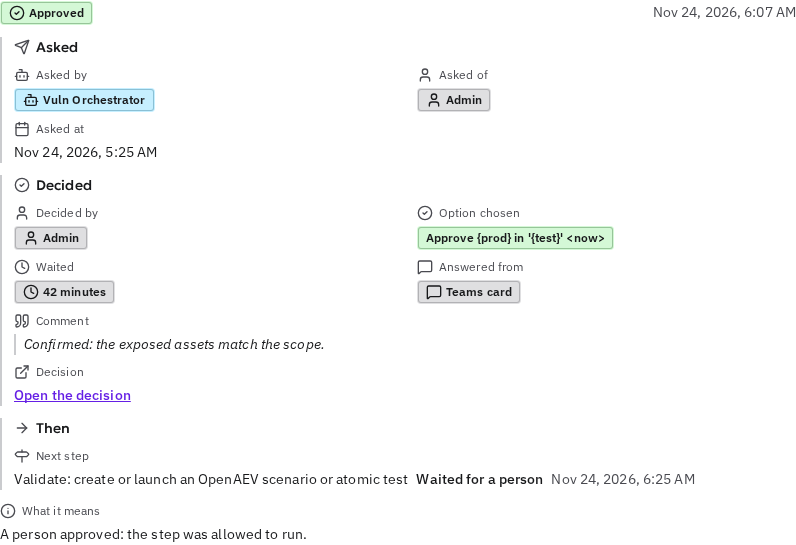 Approved
Nov 24, 2026, 6:07 AM
Asked
Asked by
Asked of
Vuln Orchestrator
Admin
Asked at
Nov 24, 2026, 5:25 AM
Decided
Decided by
Option chosen
Admin
Approve {prod} in '{test}' <now>
Waited
Answered from
42 minutes
Teams card
Comment
Confirmed: the exposed assets match the scope.
Decision
Open the decision
Then
Next step
Validate: create or launch an OpenAEV scenario or atomic test Waited for a person Nov 24, 2026, 6:25 AM
What it means
A person approved: the step was allowed to run.